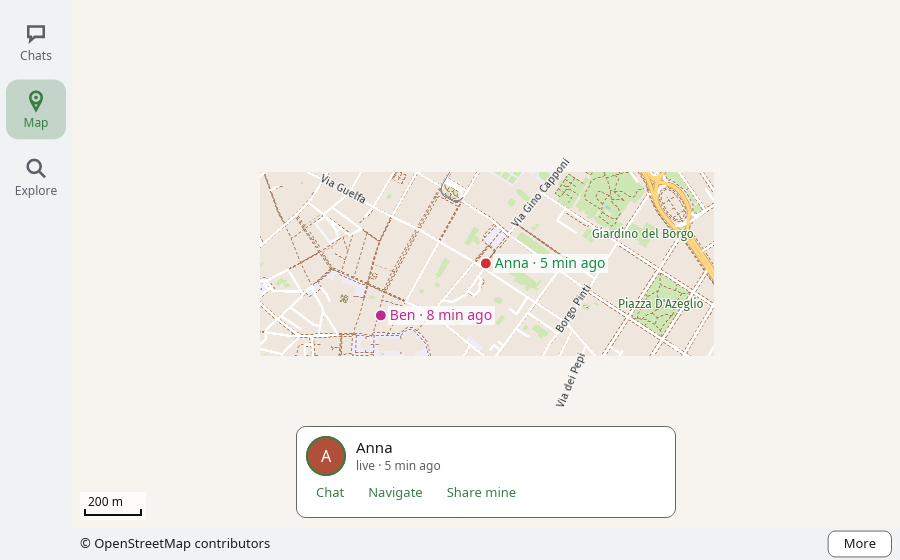 Chats
Map
Explore
Via Guelfa
Via Gino Capponi
Giardino del Borgo
Anna · 5 min ago
Piazza D'Azeglio
Borgo Pinti
Ben · 8 min ago
Via dei Pepi
A
Anna
live · 5 min ago
Chat Navigate Share mine
200 m
© OpenStreetMap contributors
More